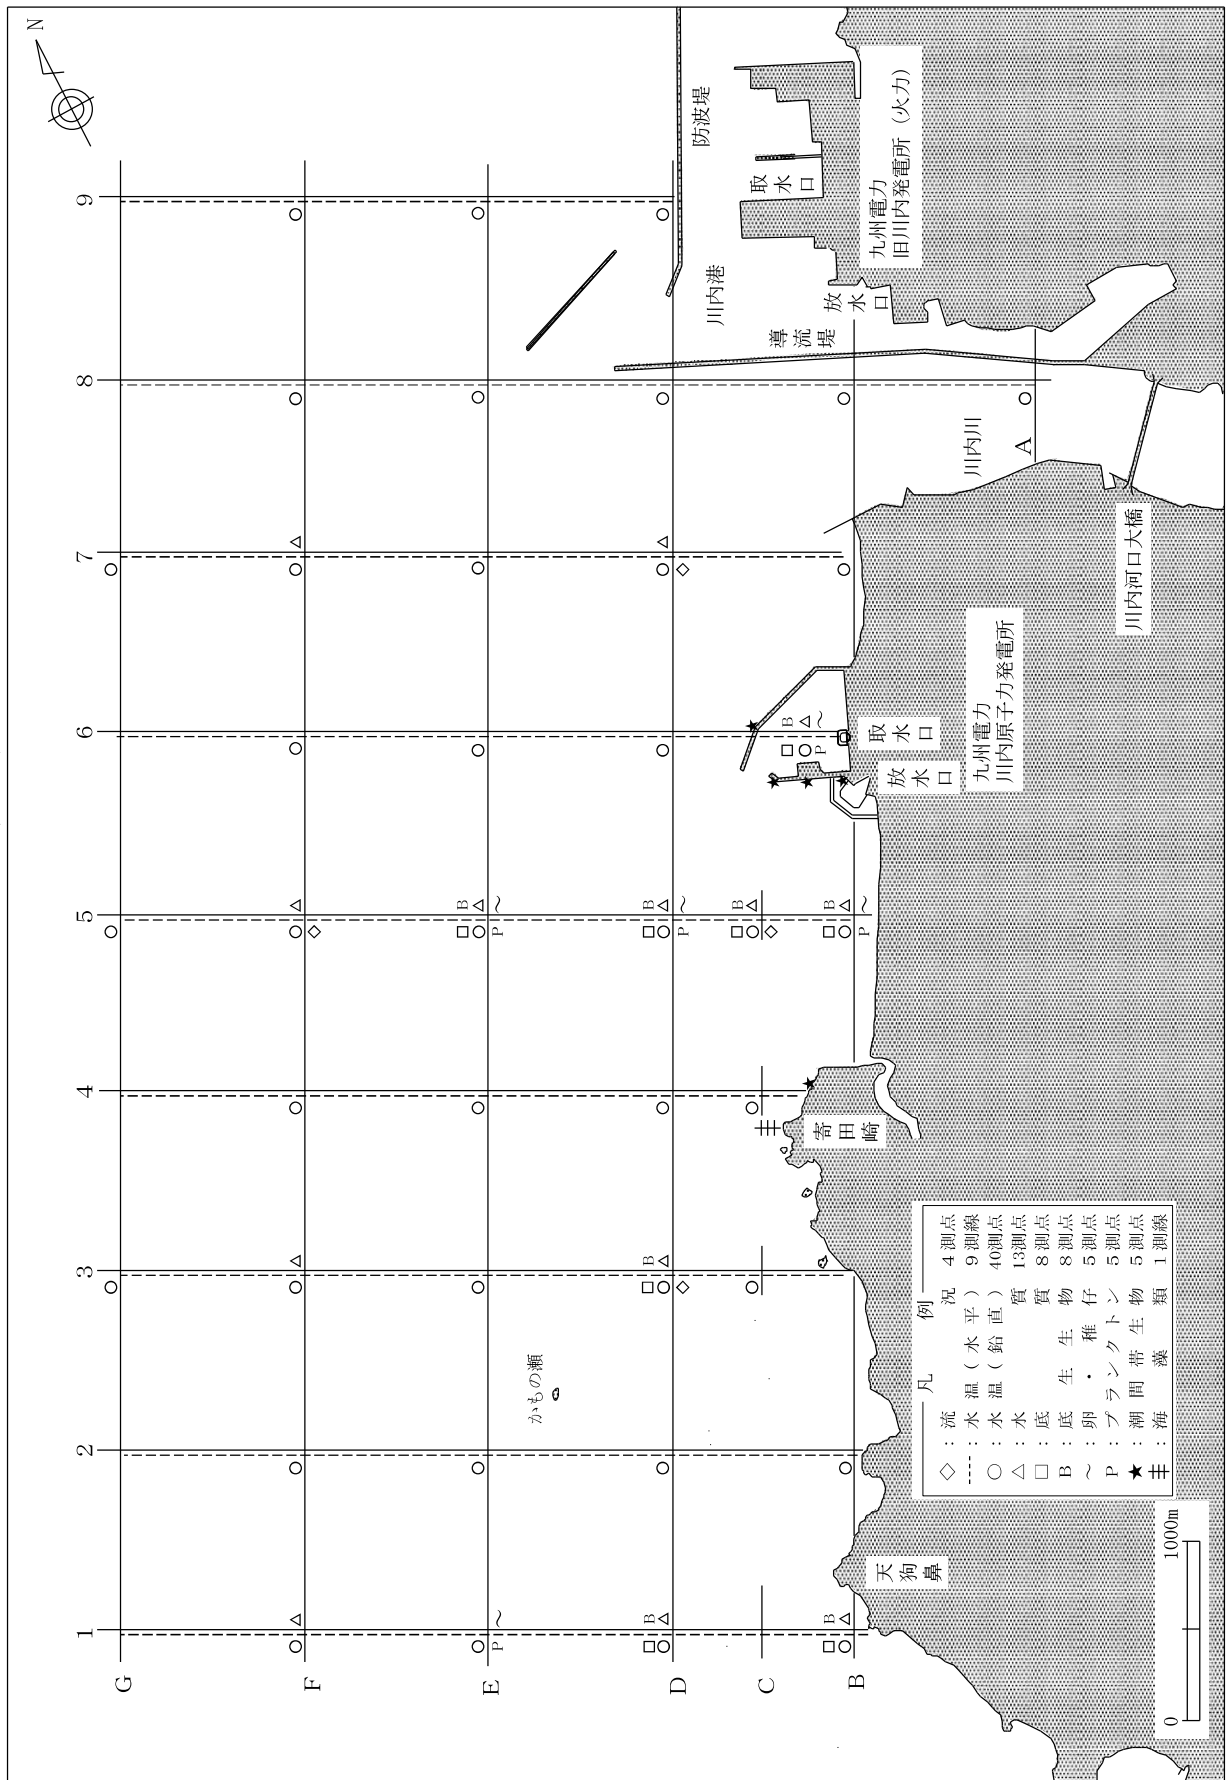 N
1
2
3
4
5
6
7
8
9
G
F
E
D
C
B
A
防波堤
取水口
九州電力
旧川内発電所（火力）
川内港
放水口
導流堤
川内川
川内河口大橋
取水口
放水口
九州電力
川内原子力発電所
寄田崎
かもの瀬
天狗鼻
B
P
～
B
P
～
B
P
～
B
B
P
～
B
B
B
P
～
凡例
◇：流況 4測点
----：水温（水平） 9測線
○：水温（鉛直） 40測点
△：水質 13測点
□：底質 8測点
B：底生生物 8測点
～：卵・稚仔 5測点
P：プランクトン 5測点
★：潮間帯生物 5測点
：海藻類 1測線
0 1000m